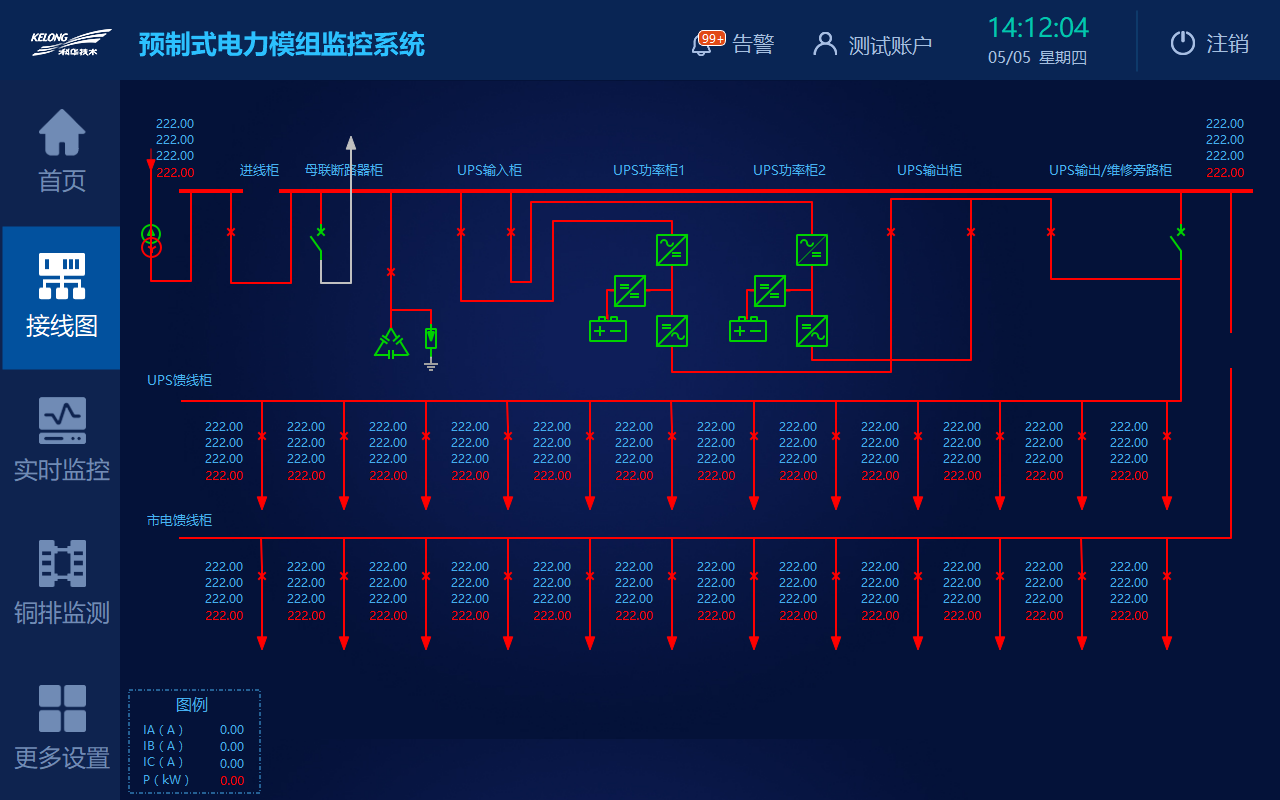 KELONG
科华技术
预制式电力模组监控系统
99+
告警
测试账户
14:12:04
05/05 星期四
注销
首页
接线图
实时监控
铜排监测
更多设置
222.00
222.00
222.00
222.00
进线柜
母联断路器柜
UPS输入柜
UPS功率柜1
UPS功率柜2
UPS输出柜
UPS输出/维修旁路柜
222.00
222.00
222.00
222.00
UPS馈线柜
222.00 222.00 222.00 222.00 222.00 222.00 222.00 222.00 222.00 222.00 222.00 222.00
222.00 222.00 222.00 222.00 222.00 222.00 222.00 222.00 222.00 222.00 222.00 222.00
222.00 222.00 222.00 222.00 222.00 222.00 222.00 222.00 222.00 222.00 222.00 222.00
222.00 222.00 222.00 222.00 222.00 222.00 222.00 222.00 222.00 222.00 222.00 222.00
市电馈线柜
222.00 222.00 222.00 222.00 222.00 222.00 222.00 222.00 222.00 222.00 222.00 222.00
222.00 222.00 222.00 222.00 222.00 222.00 222.00 222.00 222.00 222.00 222.00 222.00
222.00 222.00 222.00 222.00 222.00 222.00 222.00 222.00 222.00 222.00 222.00 222.00
222.00 222.00 222.00 222.00 222.00 222.00 222.00 222.00 222.00 222.00 222.00 222.00
图例
IA ( A ) 0.00
IB ( A ) 0.00
IC ( A ) 0.00
P ( kW ) 0.00